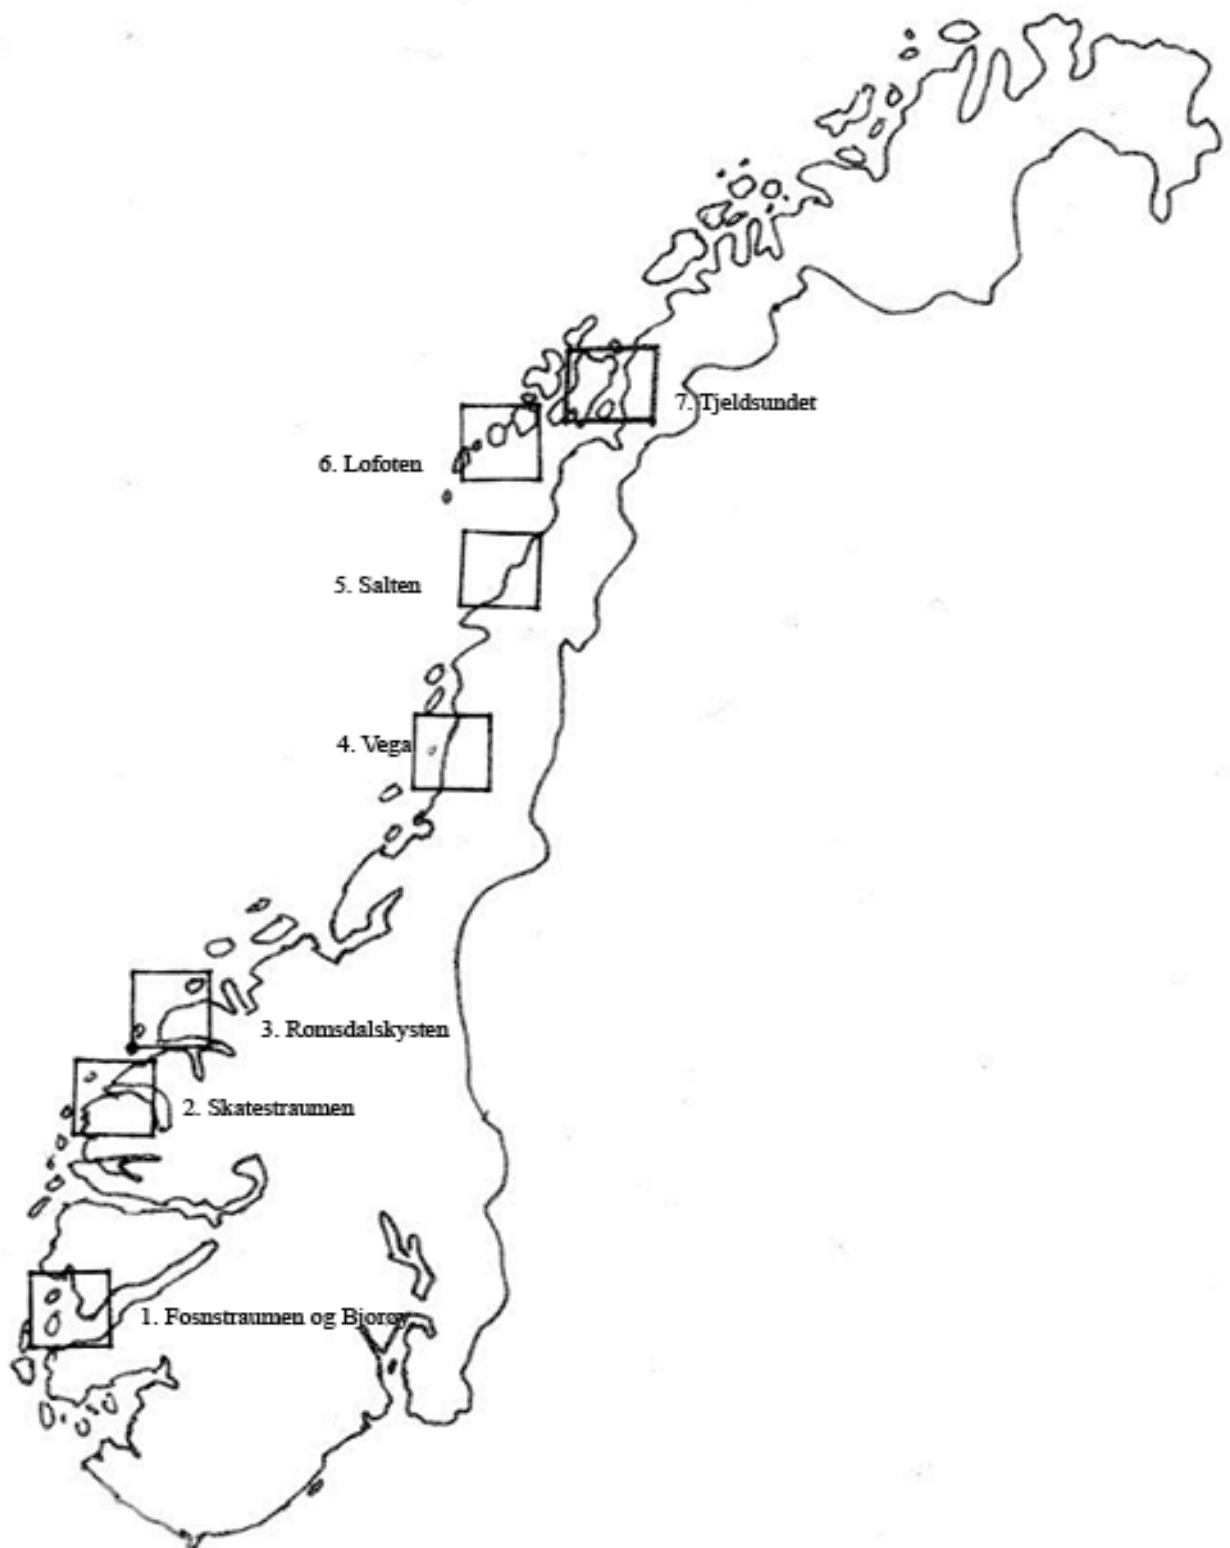 7. Tjeldsundet
6. Lofoten
5. Salten
4. Vega
3. Romsdalskysten
2. Skatestraumen
1. Fosnstraumen og Bjorøy